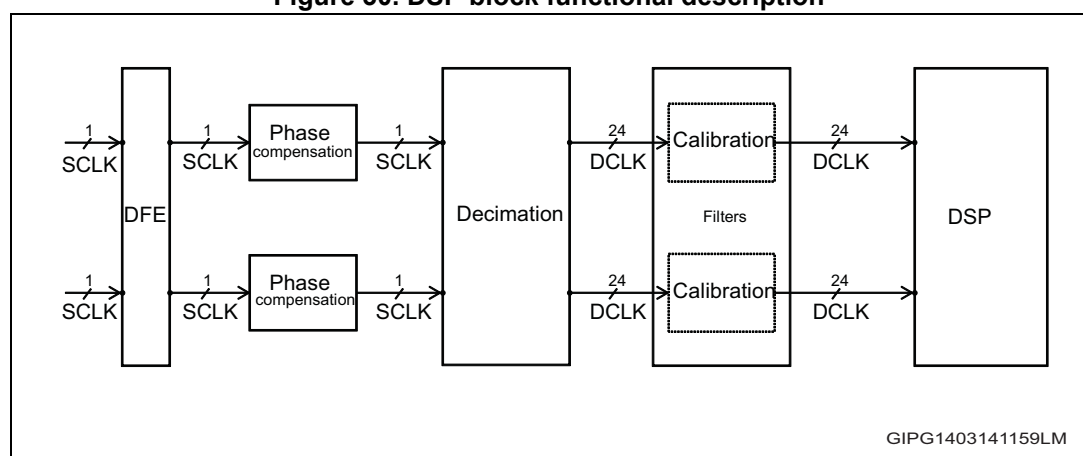 Figure DSP block functional description
1 1 1 24 24
SCLK SCLK Phase compensation SCLK DCLK Calibration DCLK
DFE Decimation Filters DSP
1 1 1 24 24
SCLK SCLK Phase compensation SCLK DCLK Calibration DCLK
GIPG1403141159LM